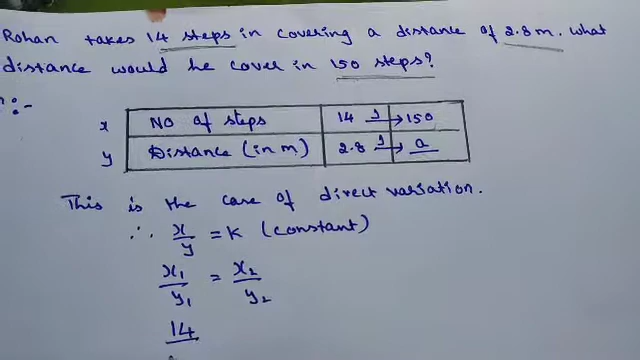 Rohan takes 14 steps in covering a distance of 2.8 m. What
distance would he cover in 150 steps?
:-
x No of steps 14 → 150
y Distance (in m) 2.8 → a
This is the case of direct variation.
∴ x/y = K (constant)
x₁/y₁ = x₂/y₂
14